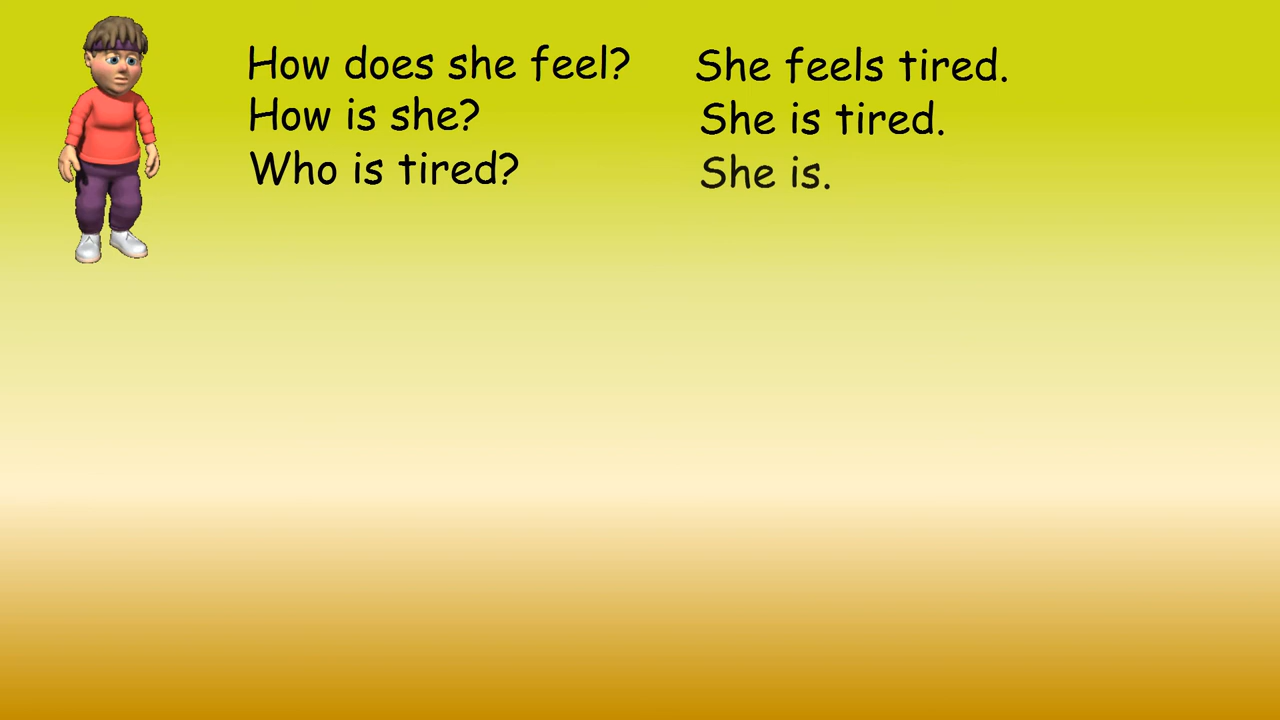 How does she feel? She feels tired.
How is she? She is tired.
Who is tired? She is.